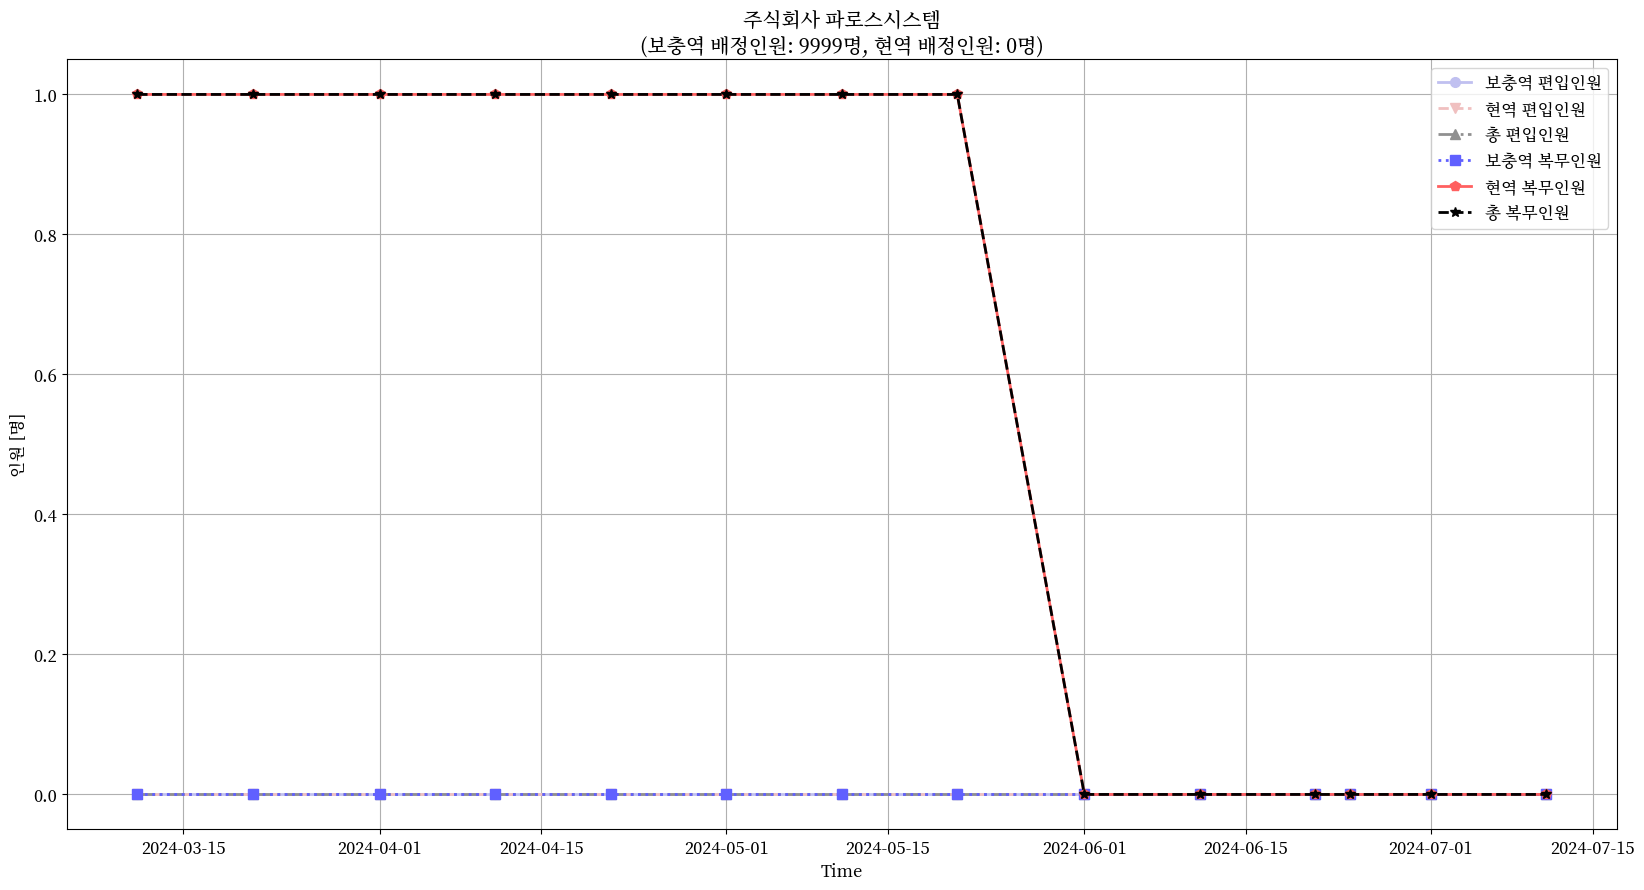 주식회사 파로스시스템
(보충역 배정인원: 9999명, 현역 배정인원: 0명)
보충역 편입인원
현역 편입인원
총 편입인원
보충역 복무인원
현역 복무인원
총 복무인원
인원 [명]
1.0
0.8
0.6
0.4
0.2
0.0
2024-03-15 2024-04-01 2024-04-15 2024-05-01 2024-05-15 2024-06-01 2024-06-15 2024-07-01 2024-07-15
Time